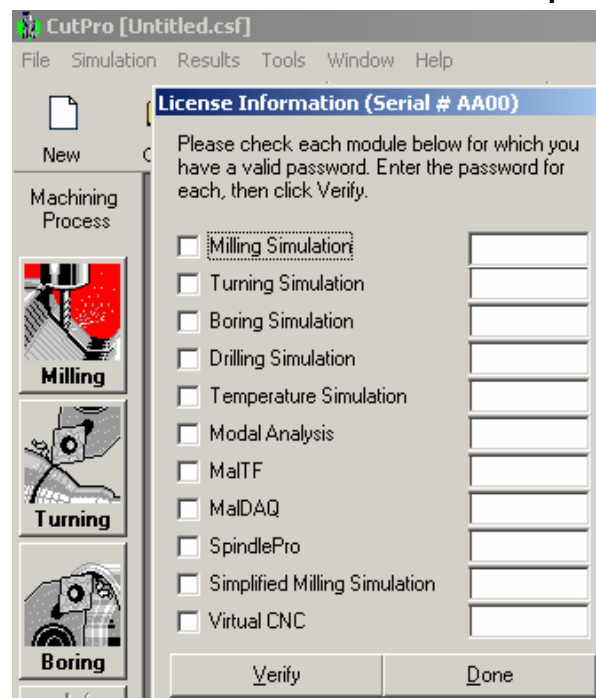 CutPro [Untitled.csf]
File Simulation Results Tools Window Help
New
License Information (Serial # AA00)
Please check each module below for which you
have a valid password. Enter the password for
each, then click Verify.
Machining
Process
Milling Simulation
Turning Simulation
Boring Simulation
Drilling Simulation
Milling
Temperature Simulation
Modal Analysis
MalTF
MalDAQ
Turning
SpindlePro
Simplified Milling Simulation
Virtual CNC
Boring
Verify Done